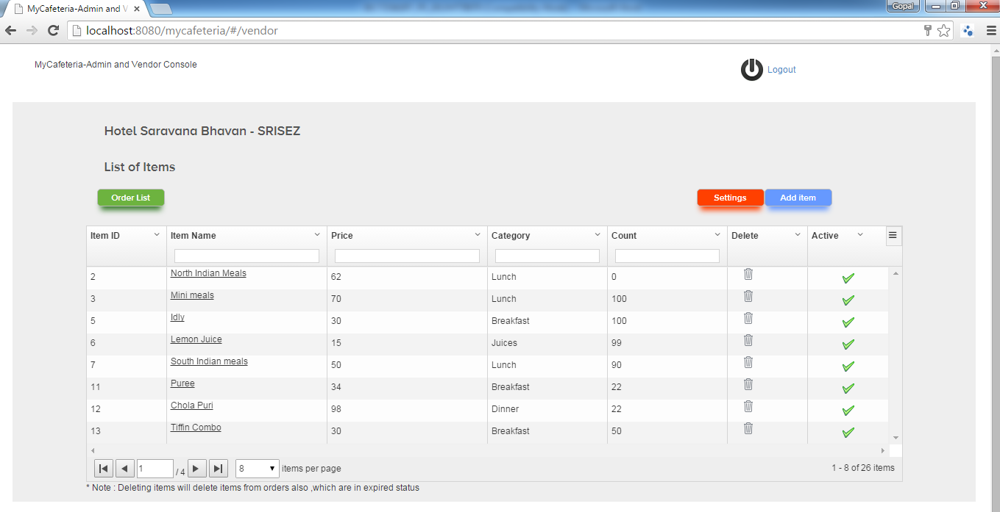 MyCafeteria-Admin and V
Gopal
localhost:8080/mycafeteria/#/vendor
MyCafeteria-Admin and Vendor Console
Logout
Hotel Saravana Bhavan - SRISEZ
List of Items
Order List Settings Add item
Item ID Item Name Price Category Count Delete Active
2 North Indian Meals 62 Lunch 0
3 Mini meals 70 Lunch 100
5 Idly 30 Breakfast 100
6 Lemon Juice 15 Juices 99
7 South Indian meals 50 Lunch 90
11 Puree 34 Breakfast 22
12 Chola Puri 98 Dinner 22
13 Tiffin Combo 30 Breakfast 50
1 / 4 8 items per page 1 - 8 of 26 items
* Note : Deleting items will delete items from orders also ,which are in expired status